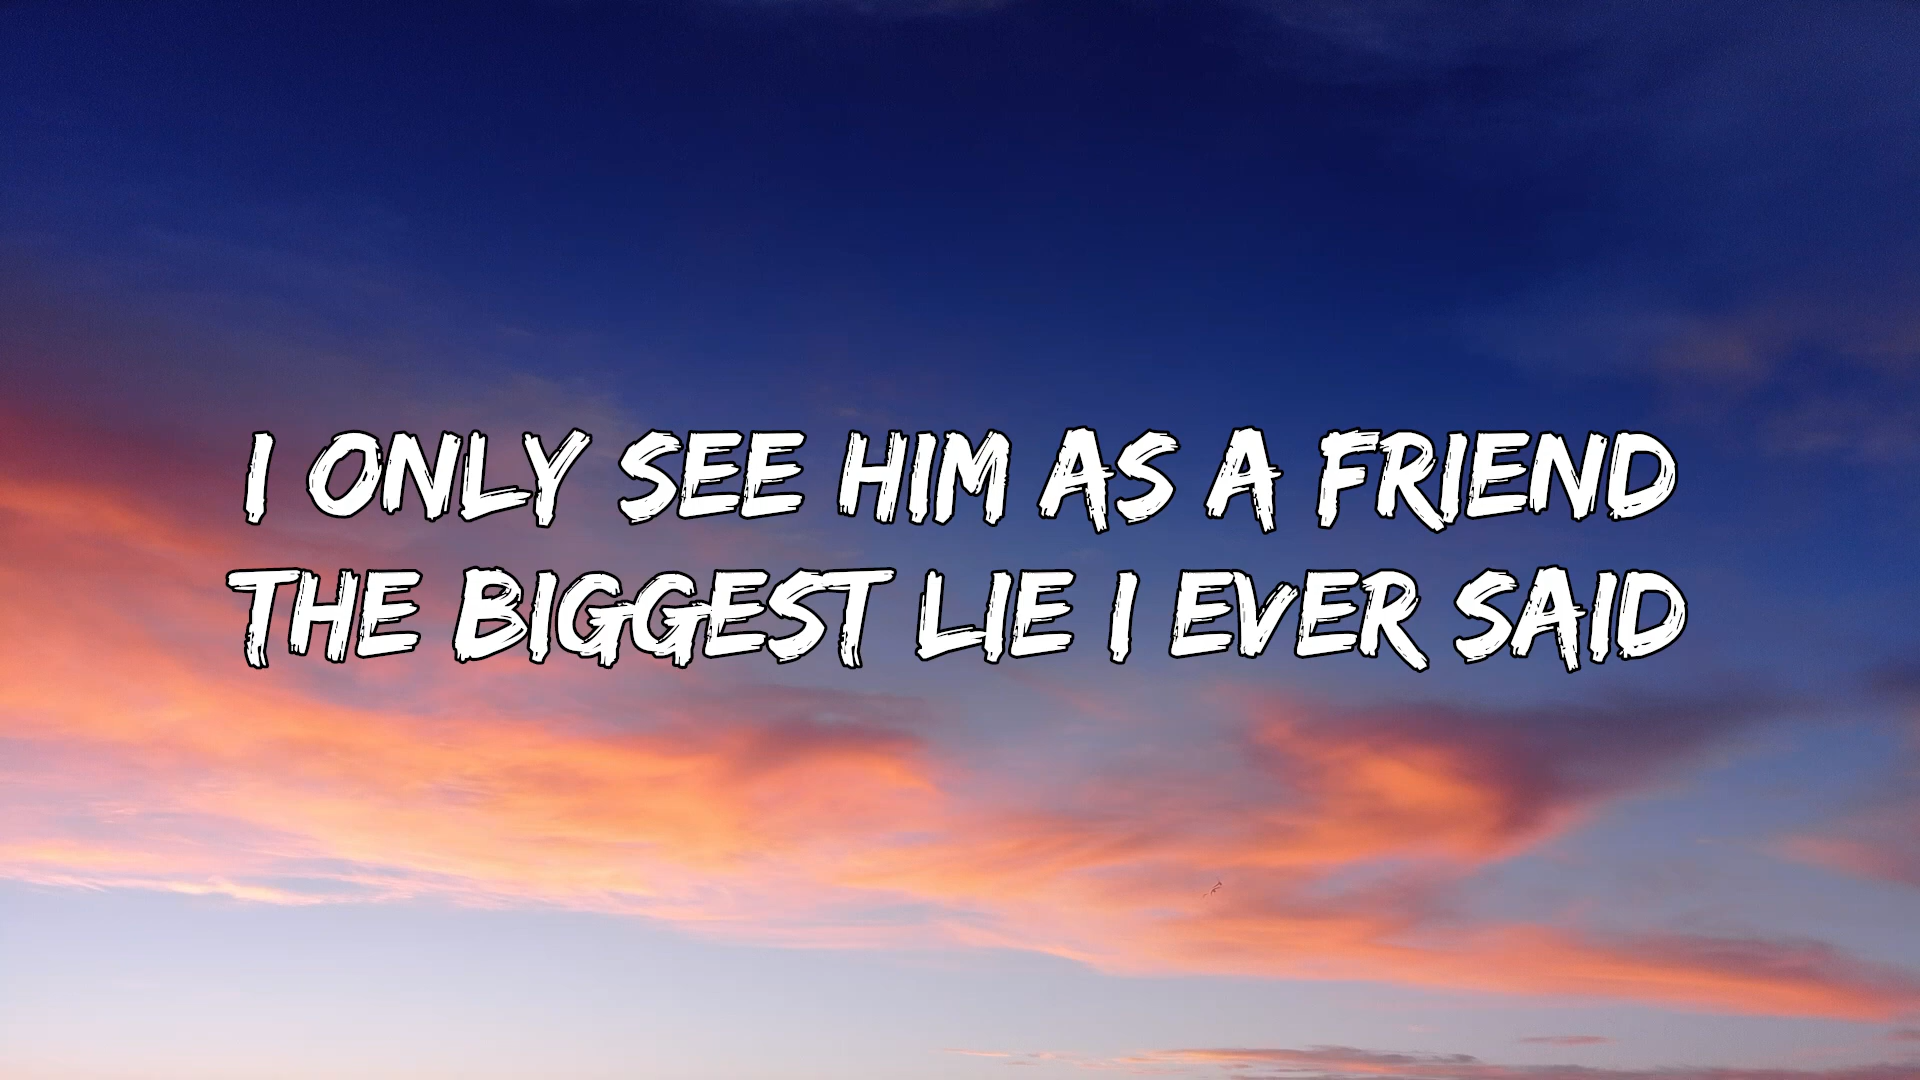 I ONLY SEE HIM AS A FRIEND
THE BIGGEST LIE I EVER SAID